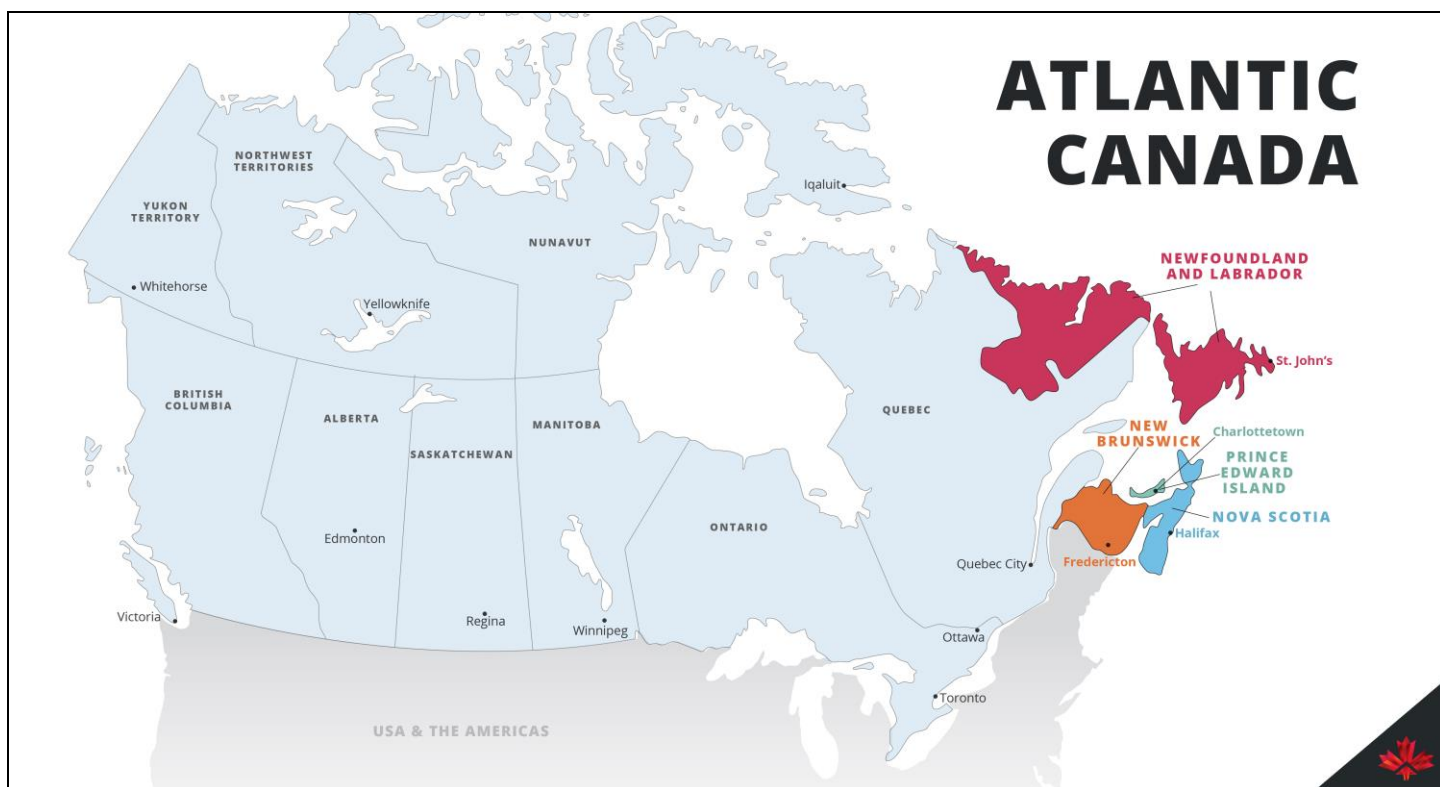 ATLANTIC
CANADA
NORTHWEST
TERRITORIES
Iqaluit
YUKON
TERRITORY
NUNAVUT
NEWFOUNDLAND
AND LABRADOR
Whitehorse
Yellowknife
St. John's
BRITISH
COLUMBIA
ALBERTA
QUEBEC
MANITOBA
SASKATCHEWAN
NEW
BRUNSWICK
Charlottetown
PRINCE
EDWARD
ISLAND
ONTARIO
NOVA SCOTIA
Edmonton
Halifax
Quebec City
Fredericton
Victoria
Regina
Winnipeg
Ottawa
Toronto
USA & THE AMERICAS